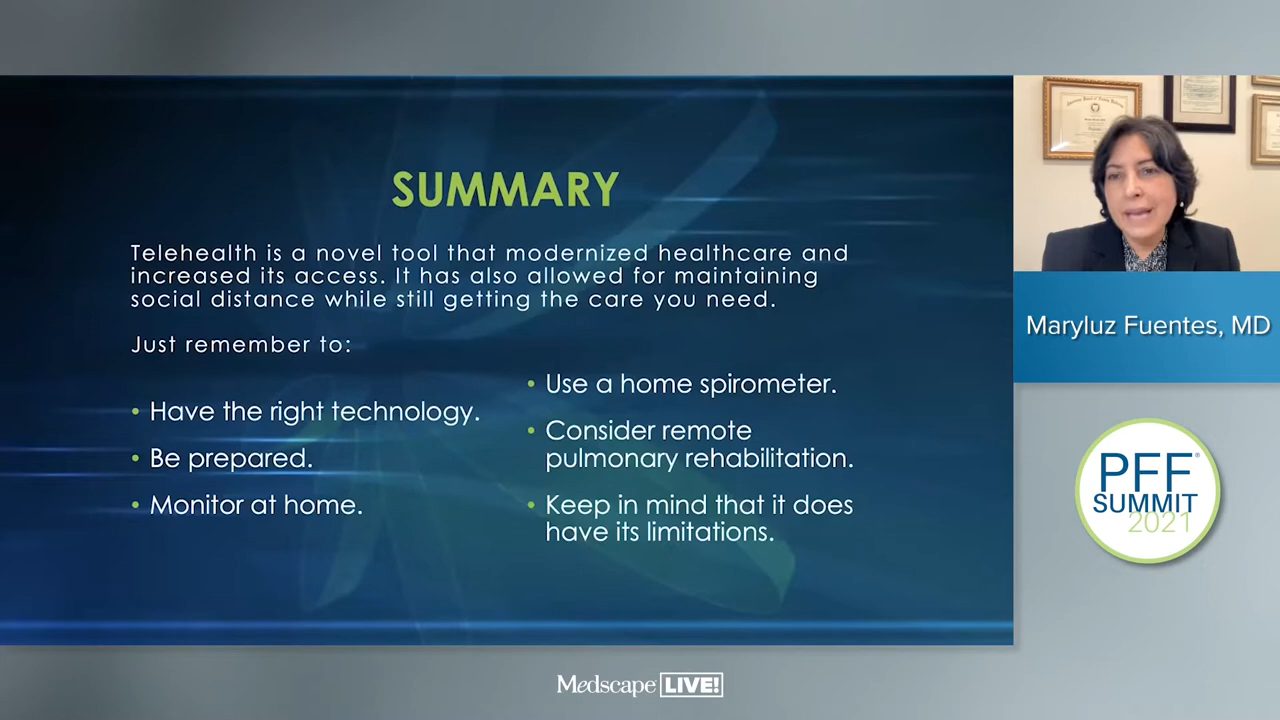 SUMMARY
Telehealth is a novel tool that modernized healthcare and
increased its access. It has also allowed for maintaining
social distance while still getting the care you need.
Just remember to:
• Have the right technology.
• Be prepared.
• Monitor at home.
• Use a home spirometer.
• Consider remote
pulmonary rehabilitation.
• Keep in mind that it does
have its limitations.
Maryluz Fuentes, MD
PFF®
SUMMIT
2021
Medscape LIVE!